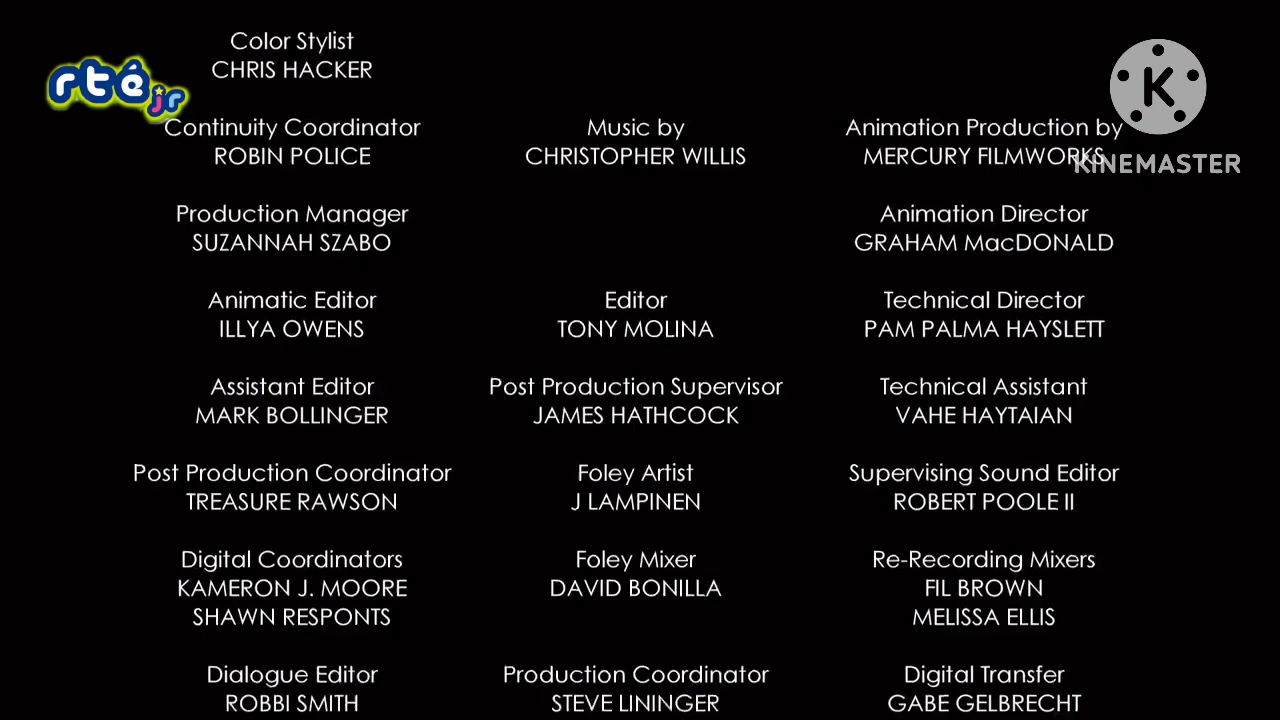 Color Stylist
CHRIS HACKER
rté jr
K
KINEMASTER
Continuity Coordinator
ROBIN POLICE
Production Manager
SUZANNAH SZABO
Animatic Editor
ILLYA OWENS
Assistant Editor
MARK BOLLINGER
Post Production Coordinator
TREASURE RAWSON
Digital Coordinators
KAMERON J. MOORE
SHAWN RESPONTS
Dialogue Editor
ROBBI SMITH
Music by
CHRISTOPHER WILLIS
Editor
TONY MOLINA
Post Production Supervisor
JAMES HATHCOCK
Foley Artist
J LAMPINEN
Foley Mixer
DAVID BONILLA
Production Coordinator
STEVE LININGER
Animation Production by
MERCURY FILMWORKS
Animation Director
GRAHAM MacDONALD
Technical Director
PAM PALMA HAYSLETT
Technical Assistant
VAHE HAYTAIAN
Supervising Sound Editor
ROBERT POOLE II
Re-Recording Mixers
FIL BROWN
MELISSA ELLIS
Digital Transfer
GABE GELBRECHT